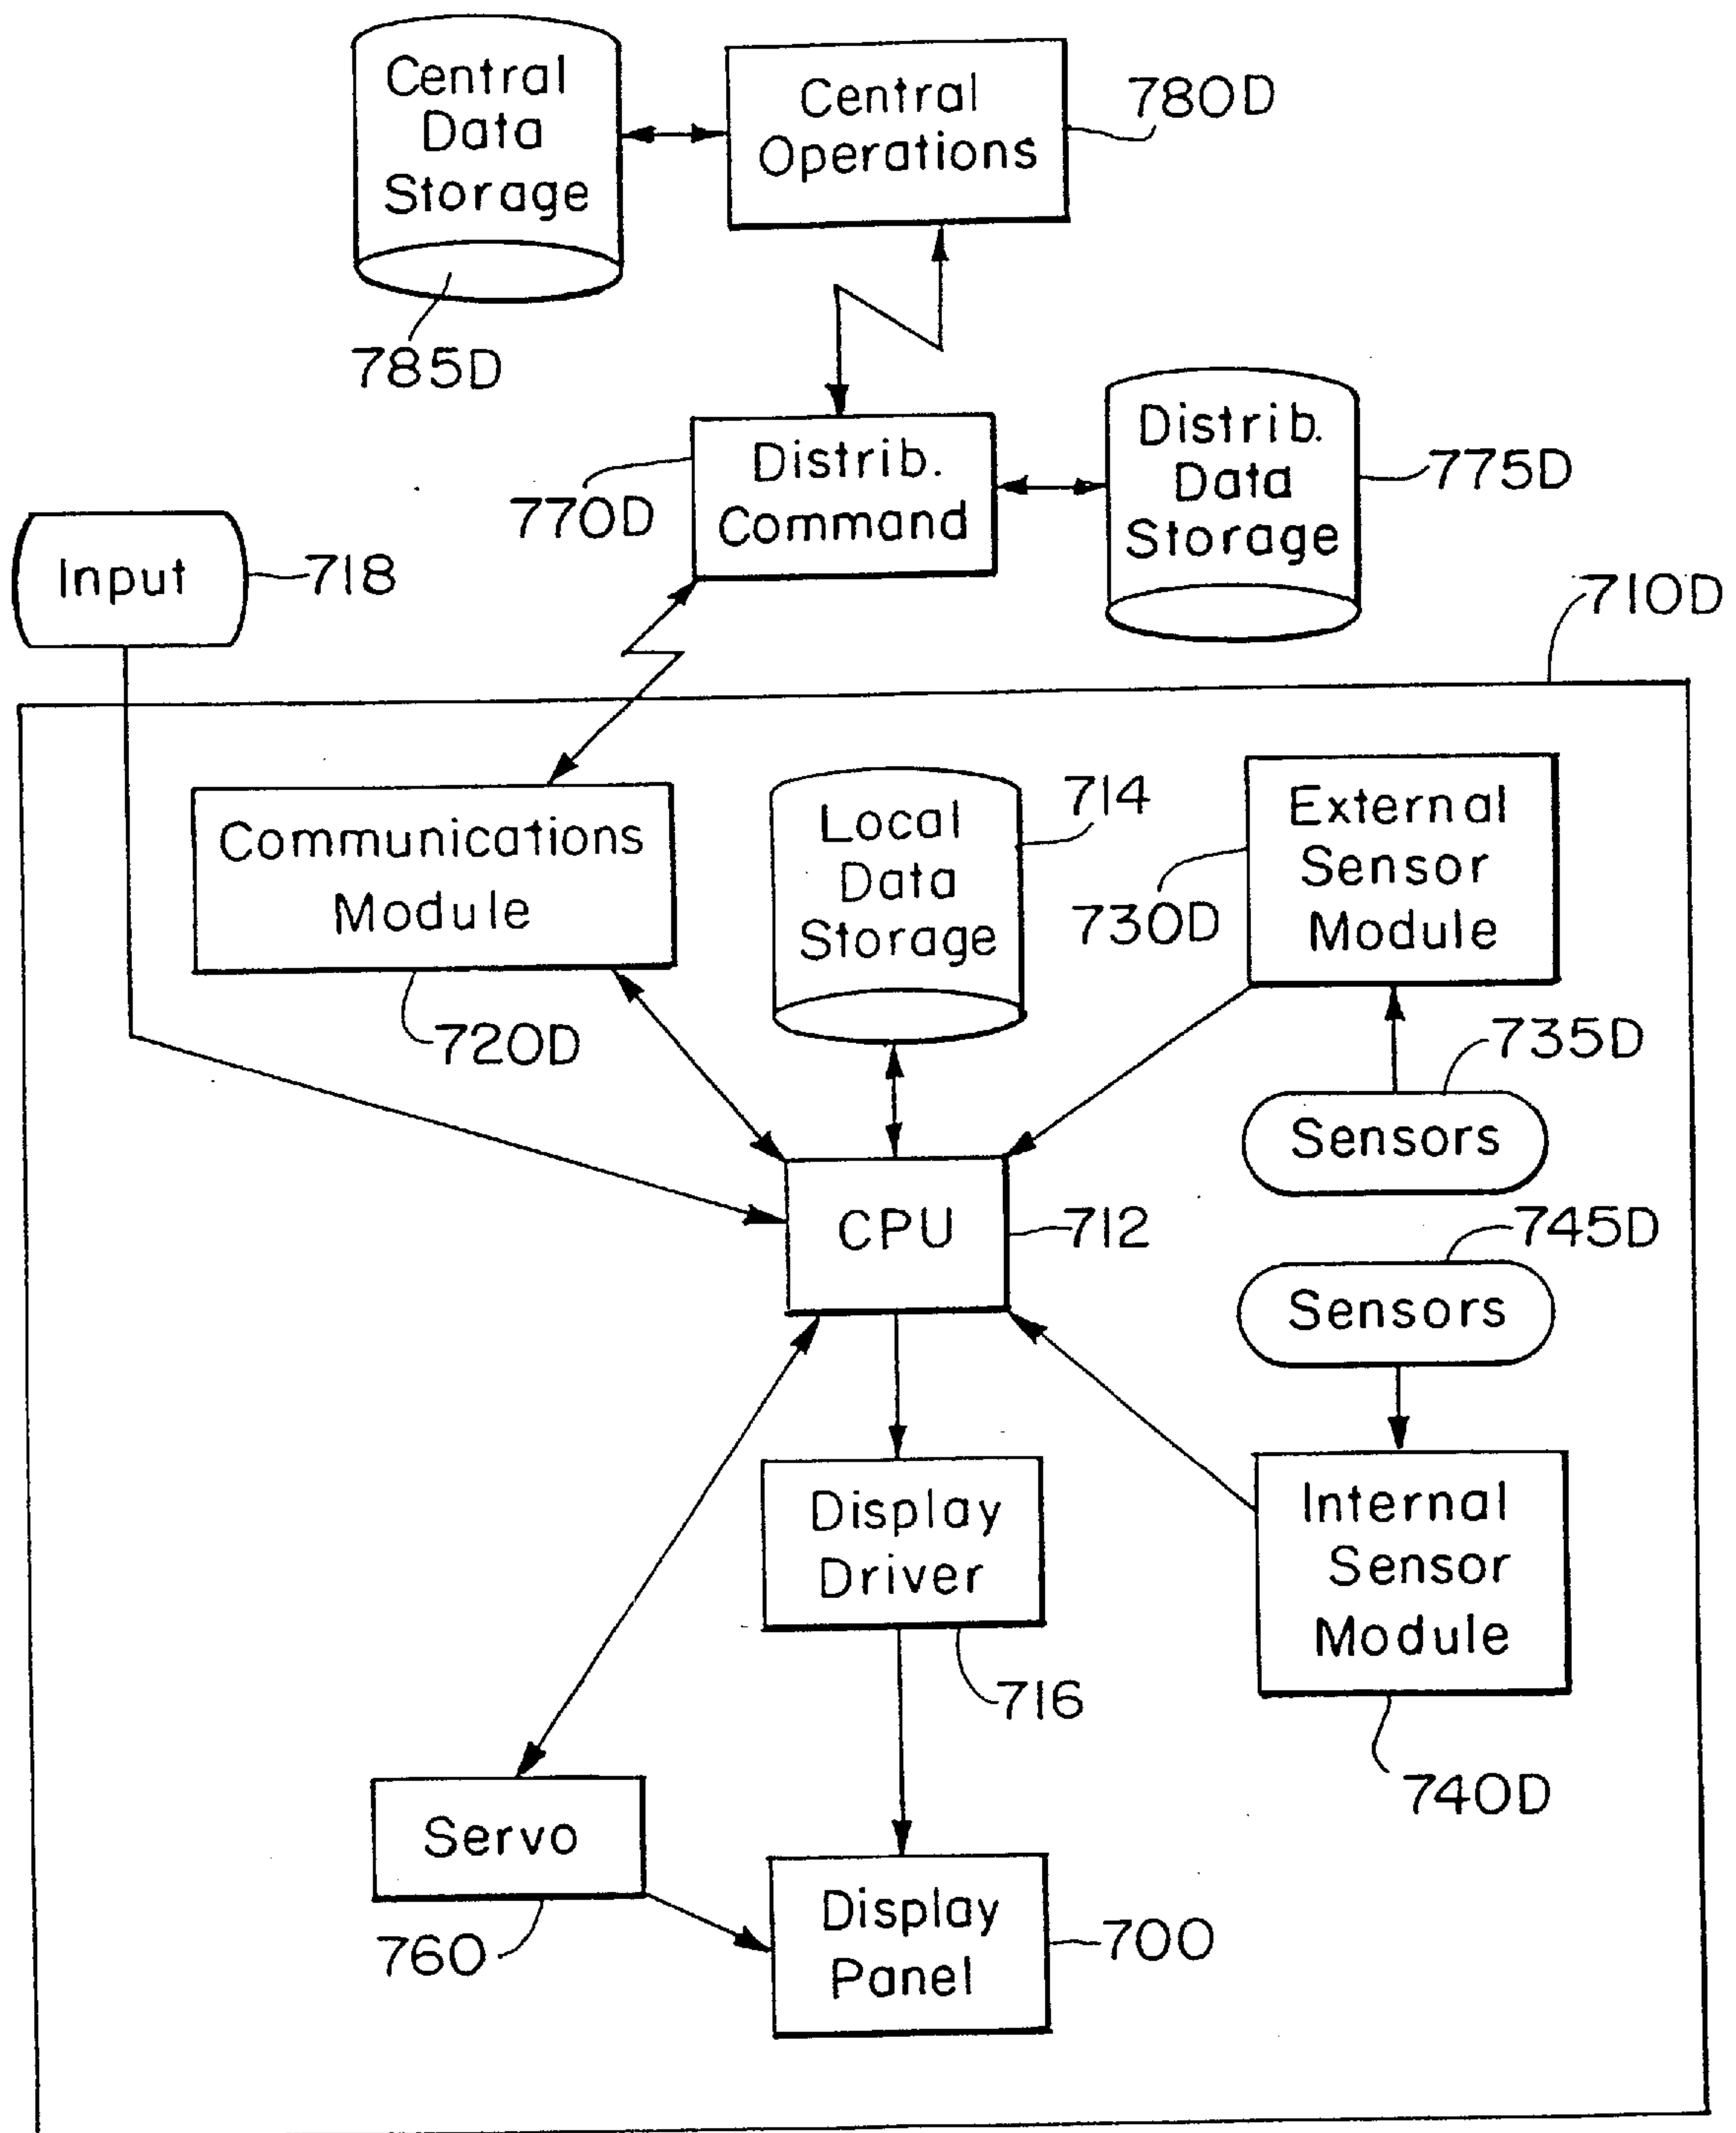 Central
Data
Storage
785D
Central
Operations
780D
Distrib.
Command
770D
Distrib.
Data
Storage
775D
Input
718
710D
Communications
Module
720D
Local
Data
Storage
714
External
Sensor
Module
730D
735D
Sensors
CPU
712
745D
Sensors
Display
Driver
716
Internal
Sensor
Module
740D
Servo
760
Display
Panel
700